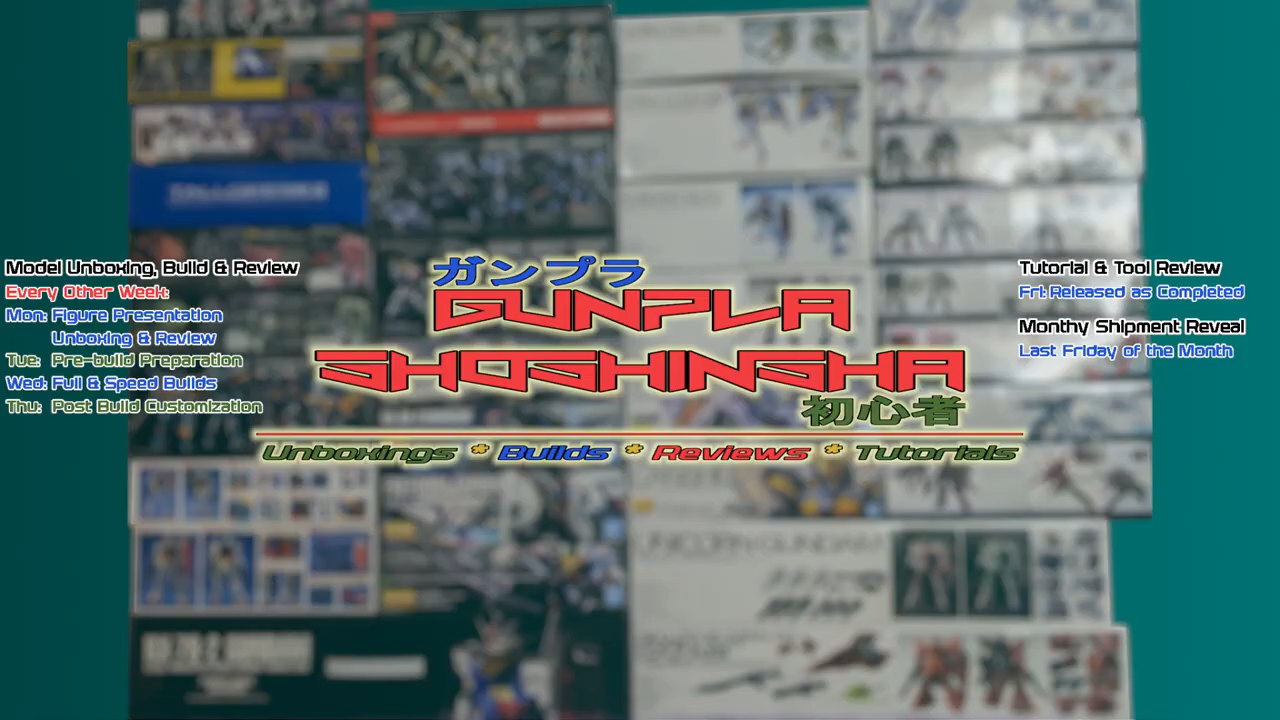 Model Unboxing, Build & Review
Every Other Week:
Mon: Figure Presentation
Unboxing & Review
Tue: Pre-build Preparation
Wed: Full & Speed Builds
Thu: Post Build Customization
ガンプラ
GUNPLA
SHOSHINSHA
初心者
Unboxings * Builds * Reviews * Tutorials
Tutorial & Tool Review
Fri: Released as Completed
Monthy Shipment Reveal
Last Friday of the Month
UNICORN GUNDAM